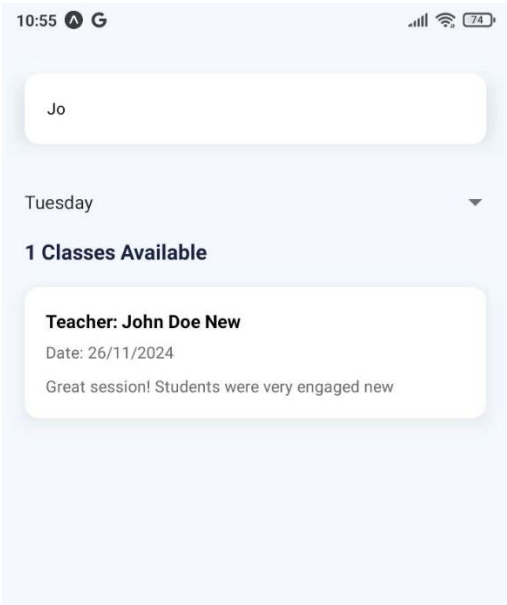 10:55 G 74
Jo
Tuesday
1 Classes Available
Teacher: John Doe New
Date: 26/11/2024
Great session! Students were very engaged new